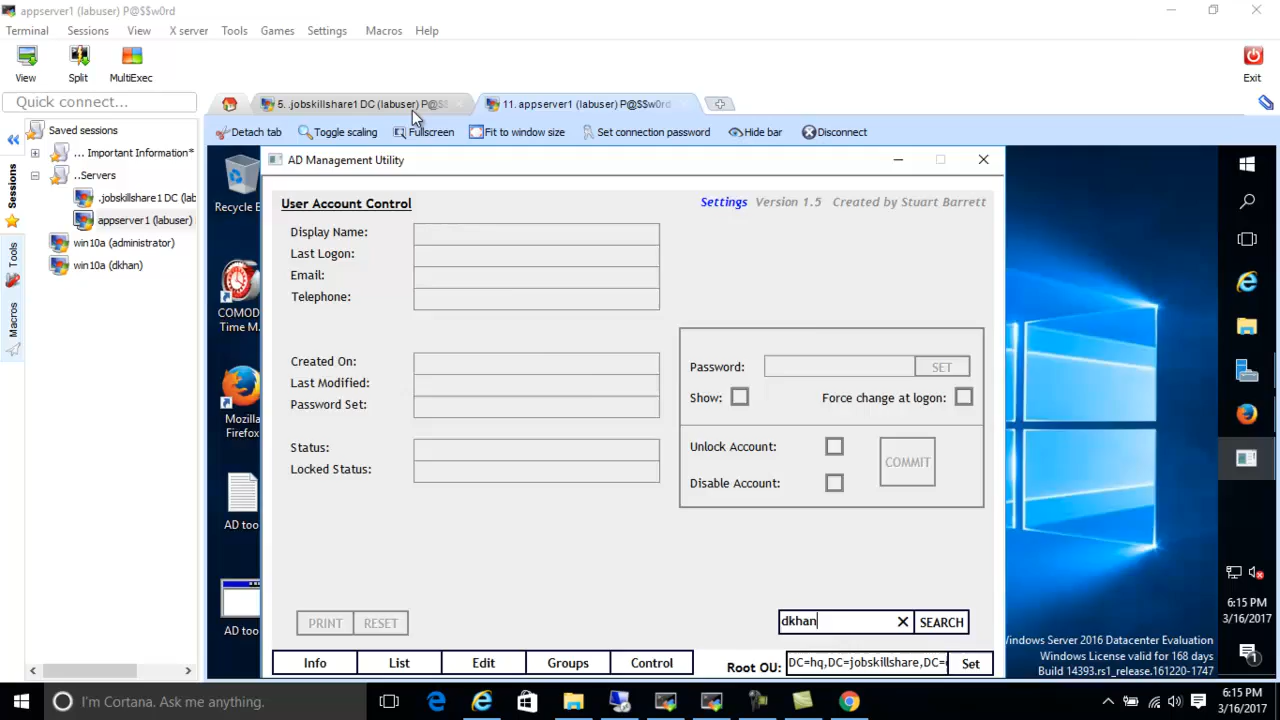 appserver1 (labuser) P@$$w0rd
Terminal Sessions View X server Tools Games Settings Macros Help
View Split MultiExec Exit
Quick connect...
5. .jobskillshare1 DC (labuser) P@$$
11. appserver1 (labuser) P@$$w0rd
Detach tab Toggle scaling Fullscreen Fit to window size Set connection password Hide bar Disconnect
Sessions
Tools
Macros
Saved sessions
... Important Information*
..Servers
.jobskillshare1 DC (lab
appserver1 (labuser)
win10a (administrator)
win10a (dkhan)
Recycle B
COMOD
Time M...
Mozill
Firefox
AD too
AD too
AD Management Utility
User Account Control
Settings Version 1.5 Created by Stuart Barrett
Display Name:
Last Logon:
Email:
Telephone:
Created On:
Last Modified:
Password Set:
Status:
Locked Status:
Password: SET
Show: Force change at logon:
Unlock Account:
COMMIT
Disable Account:
PRINT RESET
dkhan SEARCH
Info List Edit Groups Control
Root OU: DC=hq,DC=jobskillshare,DC= Set
6:15 PM
3/16/2017
Windows Server 2016 Datacenter Evaluation
Windows License valid for 168 days
Build 14393.rs1_release.161220-1747
1
I'm Cortana. Ask me anything.
6:15 PM
3/16/2017